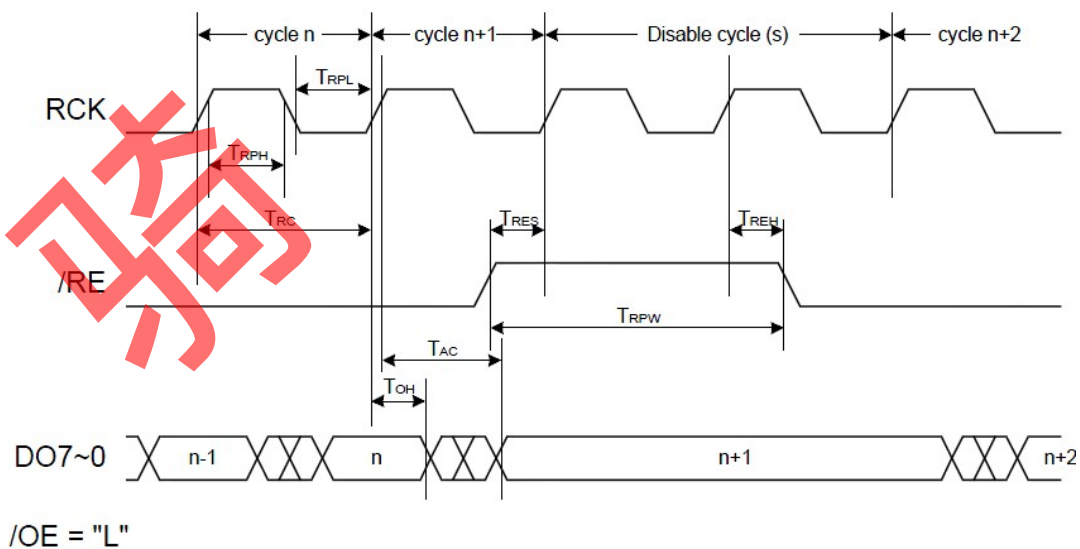 cycle n
cycle n+1
Disable cycle (s)
cycle n+2
TRPL
RCK
TRPH
TRC
TRES
TREH
/RE
TRPW
TAC
TOH
DO7~0
n-1
n
n+1
n+2
/OE = "L"
骑